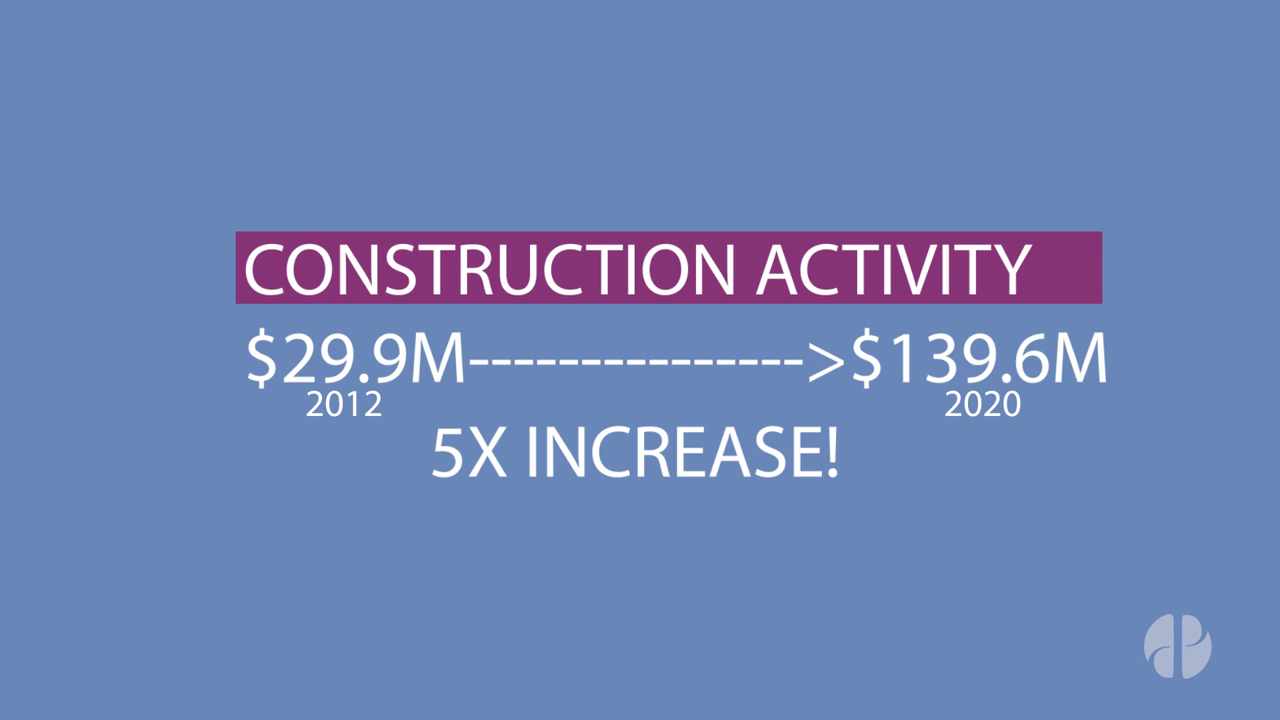 CONSTRUCTION ACTIVITY
$29.9M--------------->$139.6M
2012 2020
5X INCREASE!